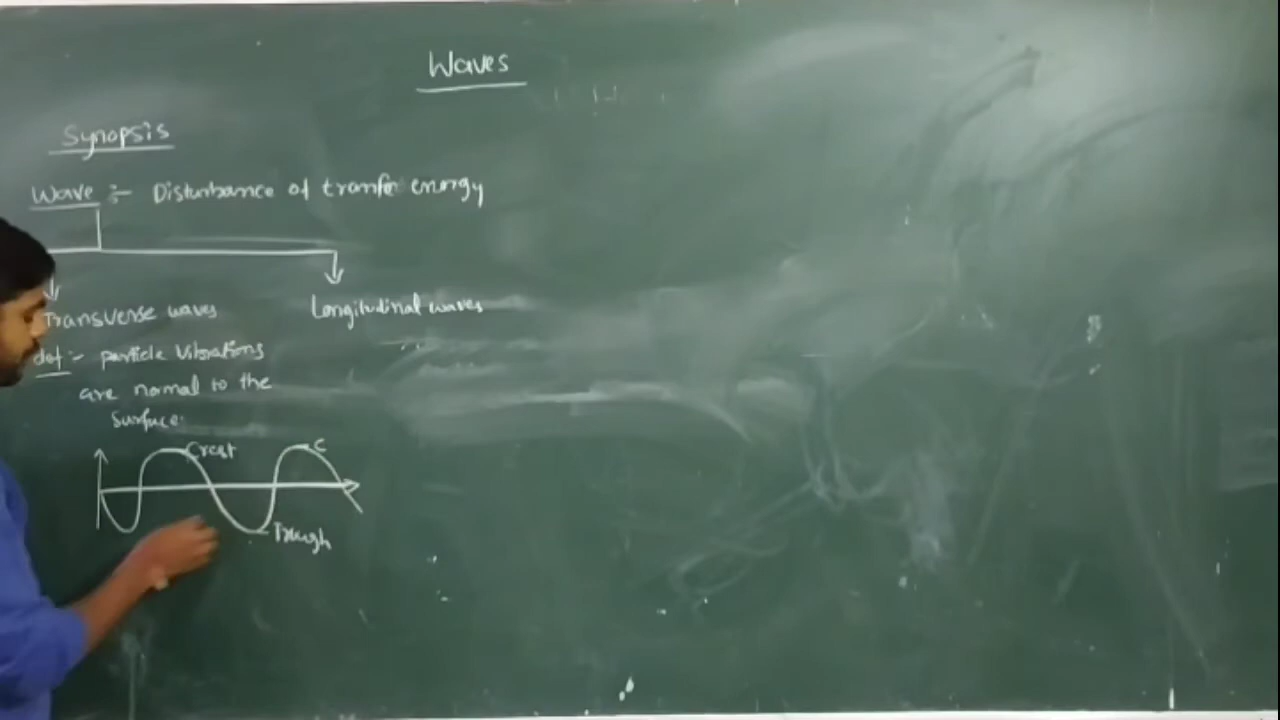 Waves
Synopsis
Wave :- Disturbance of tranfe energy
Transverse waves
Longitudinal waves
def :- particle Vibrations
are normal to the
Surface.
Crest
C
Trough